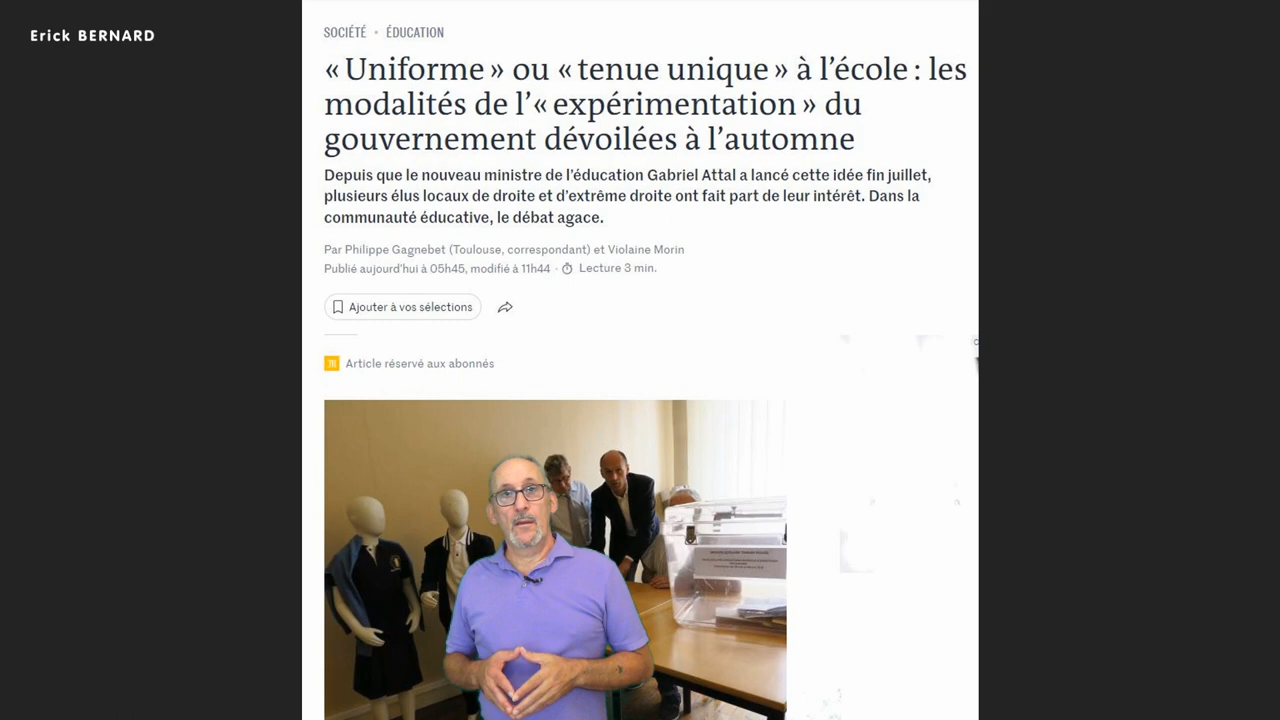 Erick BERNARD
SOCIÉTÉ • ÉDUCATION
« Uniforme » ou « tenue unique » à l’école : les
modalités de l’« expérimentation » du
gouvernement dévoilées à l’automne
Depuis que le nouveau ministre de l’éducation Gabriel Attal a lancé cette idée fin juillet,
plusieurs élus locaux de droite et d’extrême droite ont fait part de leur intérêt. Dans la
communauté éducative, le débat agace.
Par Philippe Gagnebet (Toulouse, correspondant) et Violaine Morin
Publié aujourd’hui à 05h45, modifié à 11h44 · Lecture 3 min.
Ajouter à vos sélections
Article réservé aux abonnés